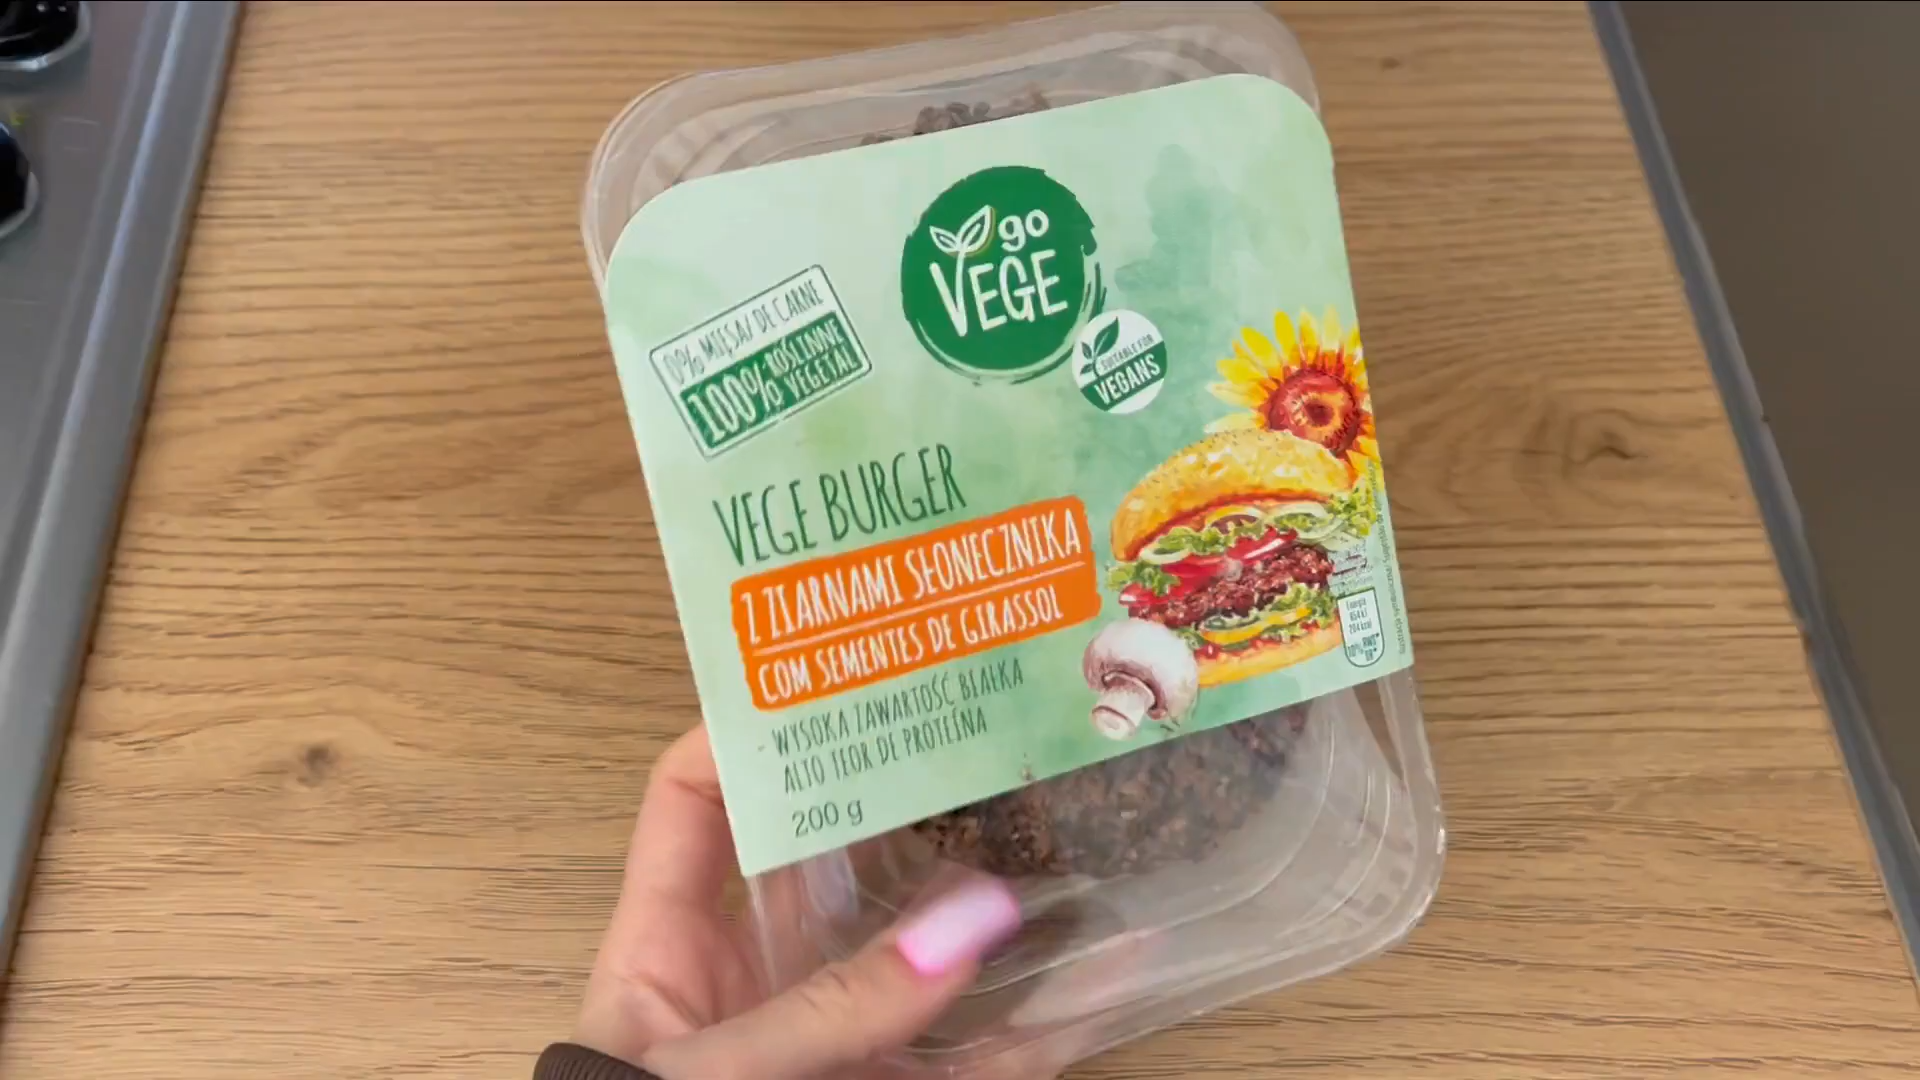 go
VEGE
SUITABLE FOR
VEGANS
0% MIĘSA/ DE CARNE
100% ROŚLINNE
VEGETAL
VEGE BURGER
Z ZIARNAMI SŁONECZNIKA
COM SEMENTES DE GIRASSOL
- WYSOKA ZAWARTOŚĆ BIAŁKA
ALTO TEOR DE PROTEÍNA
200 g
Energia